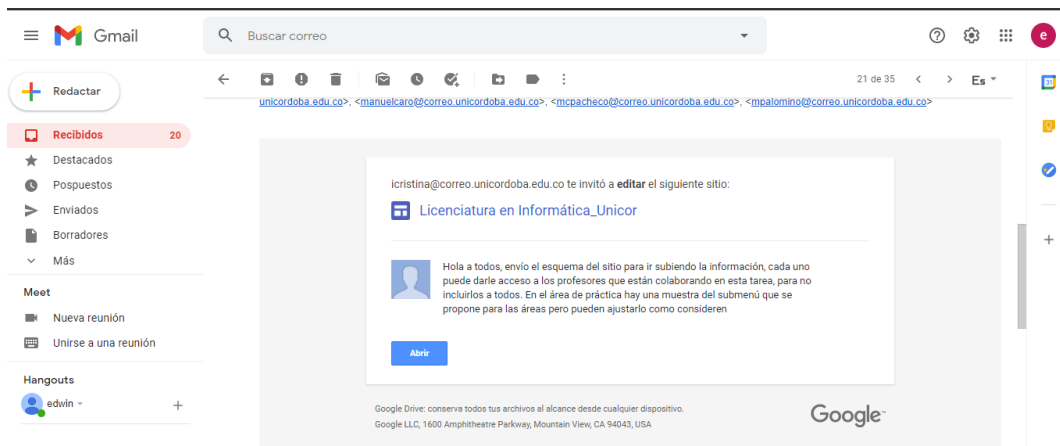 Gmail
Buscar correo
e
Redactar
21 de 35
Es
unicordoba.edu.co>, <manuelcaro@correo.unicordoba.edu.co>, <mcpacheco@correo.unicordoba.edu.co>, <mpalomino@correo.unicordoba.edu.co>
Recibidos 20
Destacados
Pospuestos
Enviados
Borradores
Más
Meet
Nueva reunión
Unirse a una reunión
Hangouts
edwin
icristina@correo.unicordoba.edu.co te invitó a editar el siguiente sitio:
Licenciatura en Informática_Unicor
Hola a todos, envío el esquema del sitio para ir subiendo la información, cada uno
puede darle acceso a los profesores que están colaborando en esta tarea, para no
incluirlos a todos. En el área de práctica hay una muestra del submenú que se
propone para las áreas pero pueden ajustarlo como consideren
Abrir
Google Drive: conserva todos tus archivos al alcance desde cualquier dispositivo.
Google LLC, 1600 Amphitheatre Parkway, Mountain View, CA 94043, USA
Google
31